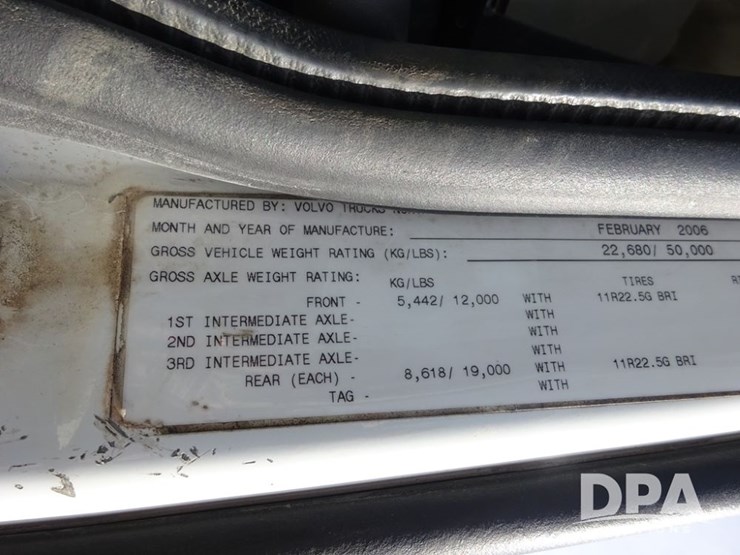 MANUFACTURED BY: VOLVO TRUCKS
MONTH AND YEAR OF MANUFACTURE: FEBRUARY 2006
GROSS VEHICLE WEIGHT RATING (KG/LBS): 22,680/ 50,000
GROSS AXLE WEIGHT RATING: KG/LBS TIRES
FRONT - 5,442/ 12,000 WITH 11R22.5G BRI
1ST INTERMEDIATE AXLE- WITH
2ND INTERMEDIATE AXLE- WITH
3RD INTERMEDIATE AXLE- WITH
REAR (EACH) - 8,618/ 19,000 WITH 11R22.5G BRI
TAG - WITH
DPA